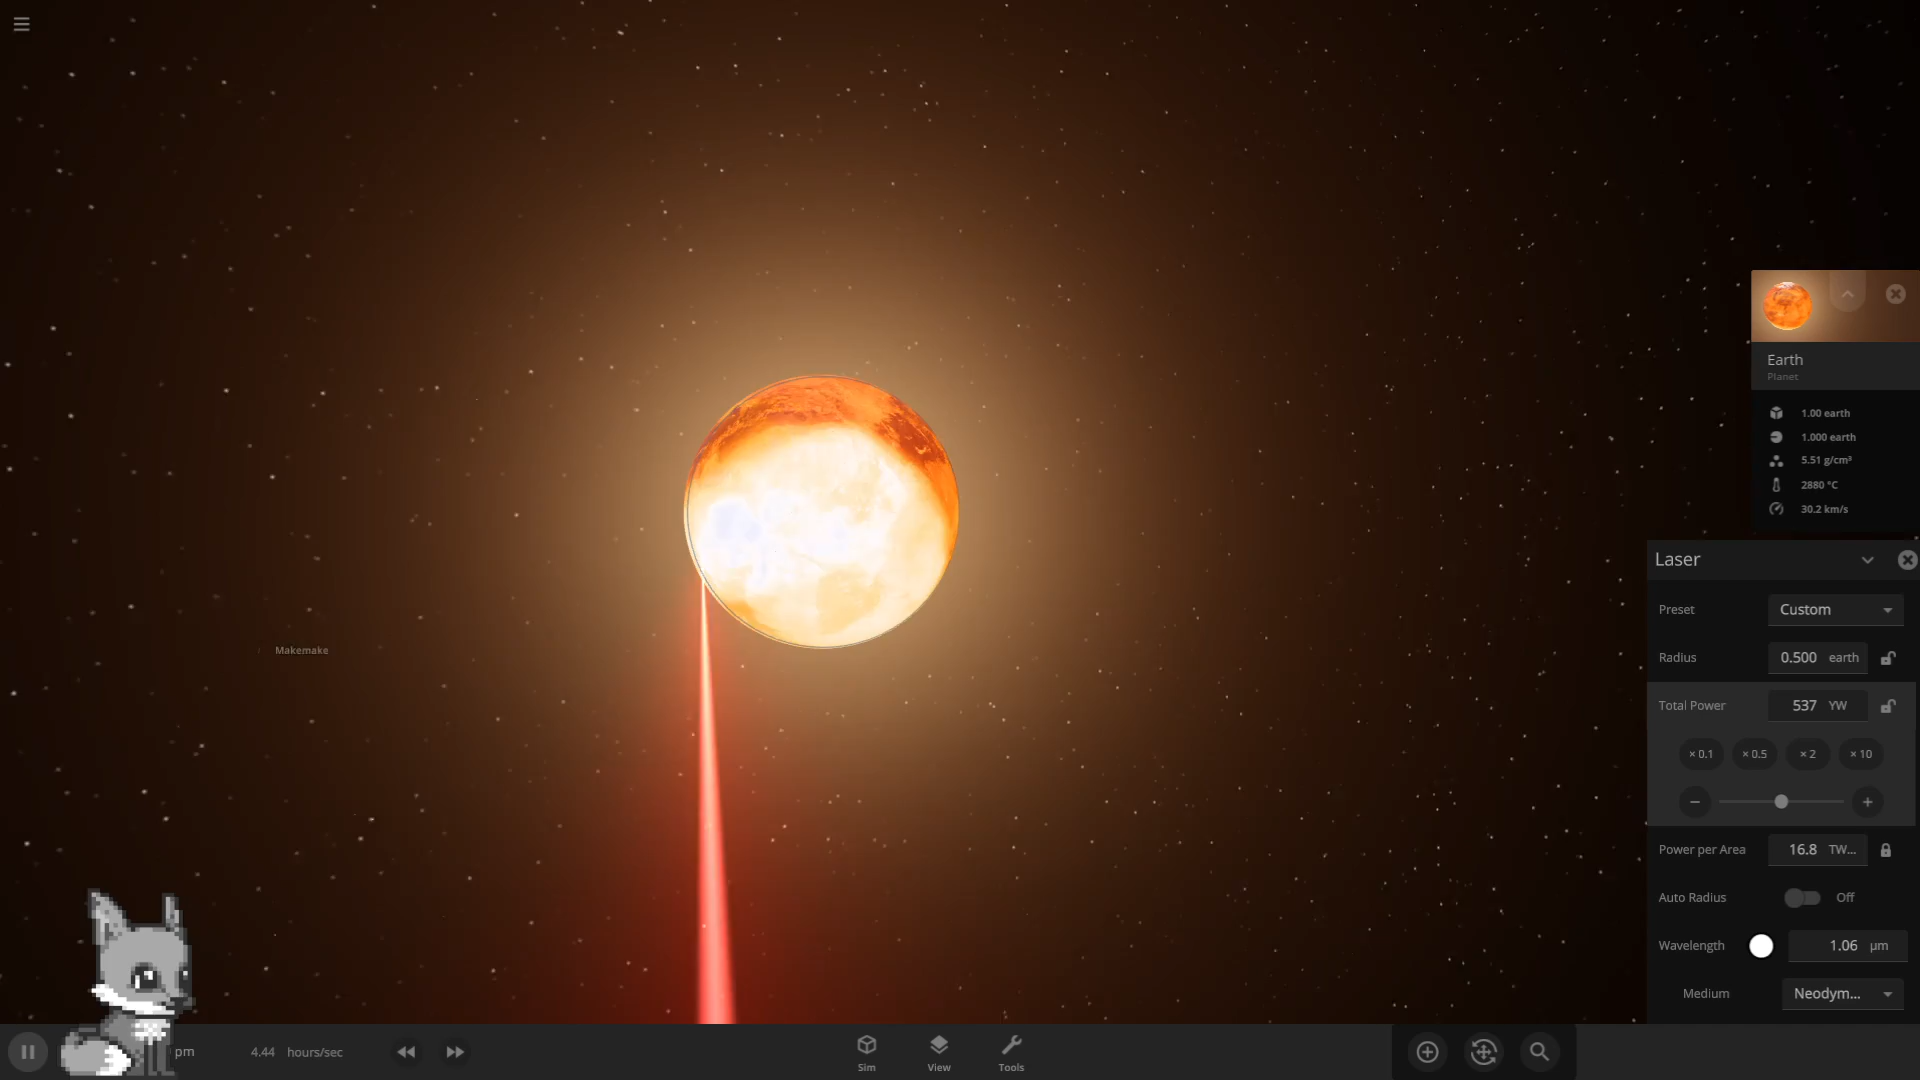 Earth
Planet
1.00 earth
1.000 earth
5.51 g/cm³
2880 °C
30.2 km/s
Laser
Preset
Custom
Radius
0.500 earth
Total Power
537 YW
× 0.1
× 0.5
× 2
× 10
Power per Area
16.8 TW...
Auto Radius
Off
Wavelength
1.06 µm
Medium
Neodym...
Makemake
pm
4.44 hours/sec
Sim
View
Tools